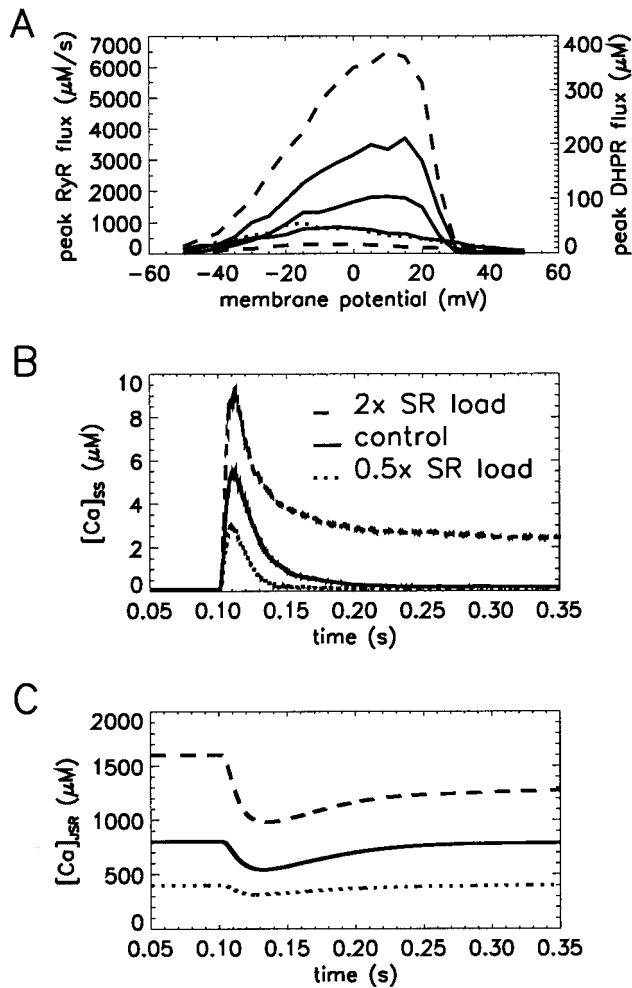 A
peak RyR flux (μM/s)
7000
6000
5000
4000
3000
2000
1000
0
400
300
200
100
0
peak DHPR flux (μM)
−60 −40 −20 0 20 40 60
membrane potential (mV)
B
[Ca]SS (μM)
10
8
6
4
2
0
2x SR load
control
0.5x SR load
0.05 0.10 0.15 0.20 0.25 0.30 0.35
time (s)
C
[Ca]JSR (μM)
2000
1500
1000
500
0
0.05 0.10 0.15 0.20 0.25 0.30 0.35
time (s)